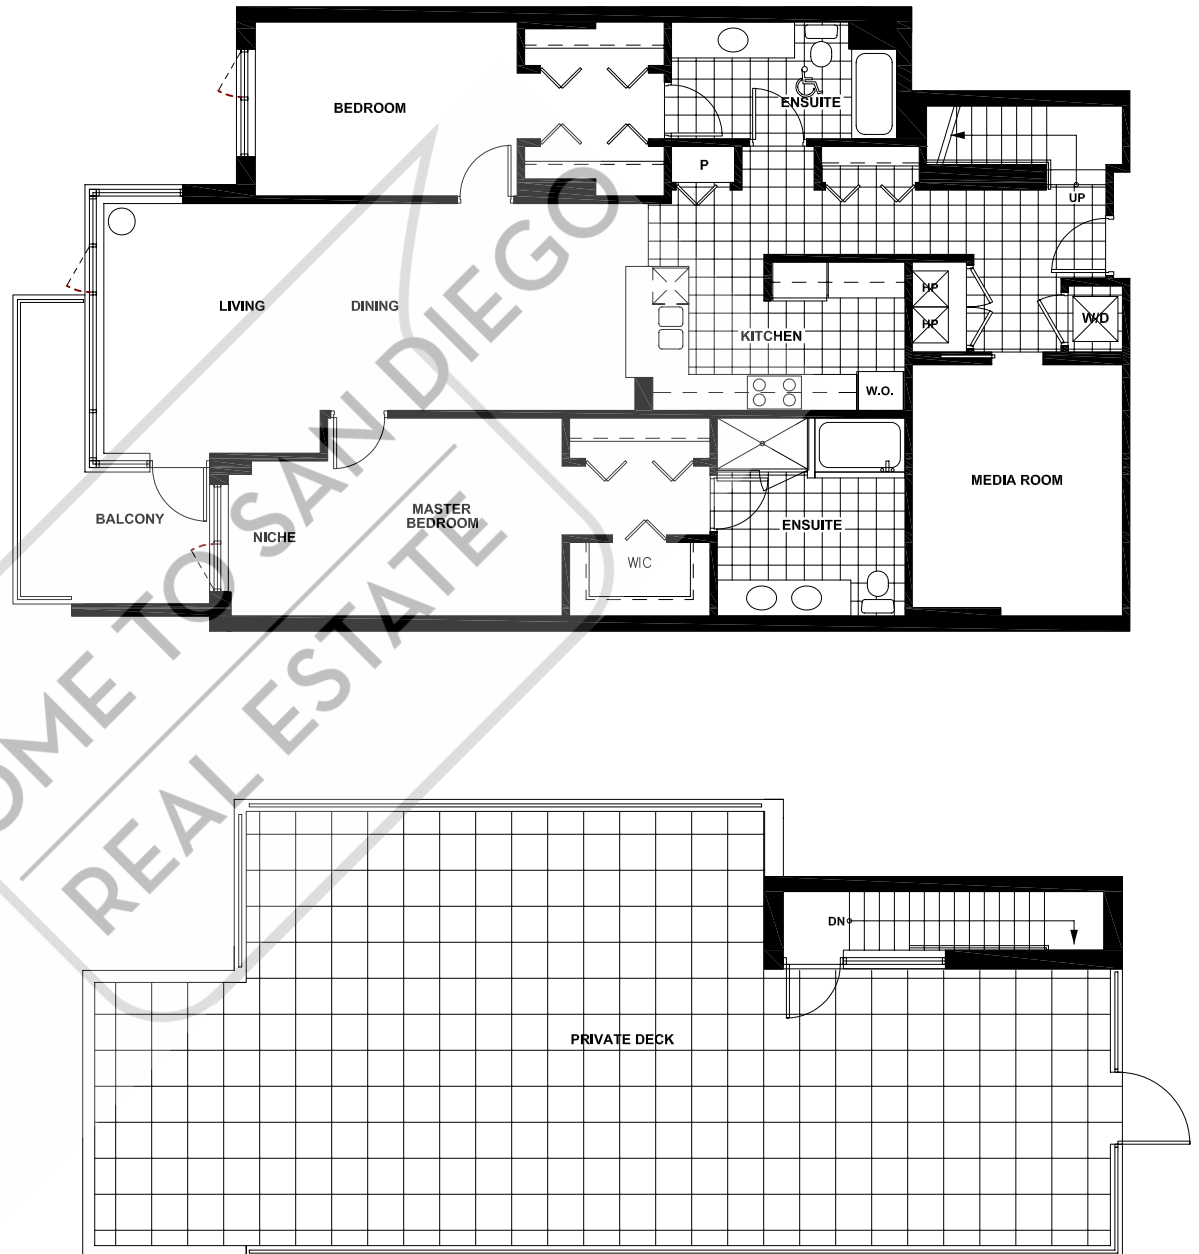 BEDROOM
ENSUITE
P
UP
LIVING
DINING
HP
HP
W/D
KITCHEN
W.O.
MEDIA ROOM
BALCONY
NICHE
MASTER
BEDROOM
ENSUITE
WIC
OME TO SAN DIEGO
REAL ESTATE
DN
PRIVATE DECK